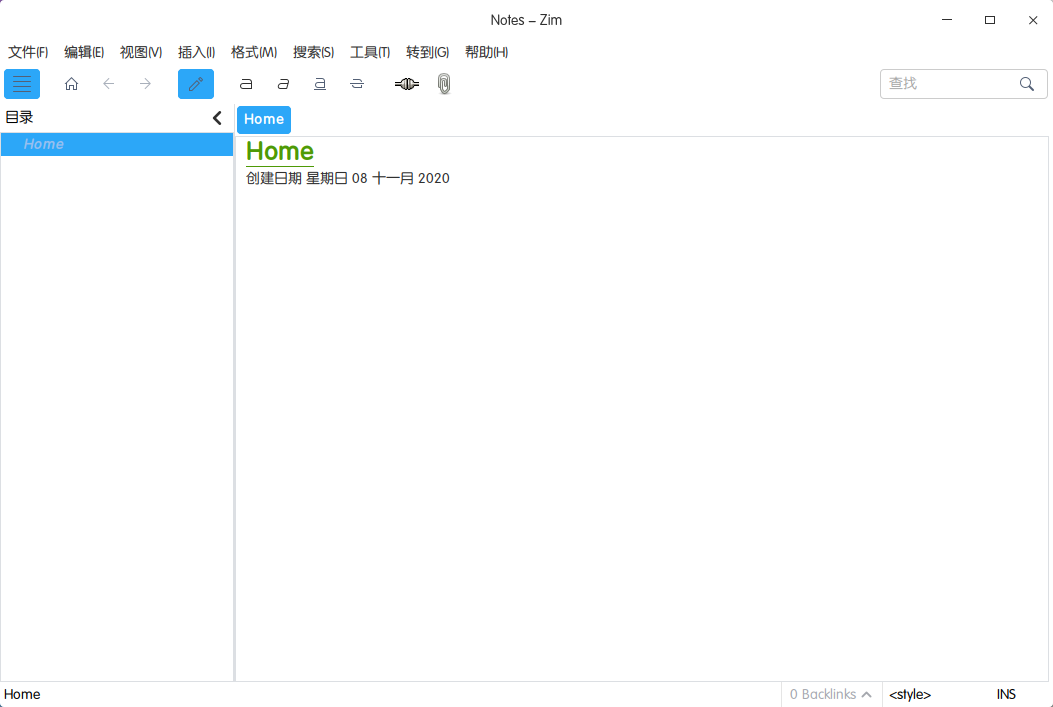 Notes – Zim
文件(F) 编辑(E) 视图(V) 插入(I) 格式(M) 搜索(S) 工具(T) 转到(G) 帮助(H)
a a a a 查找
目录
Home
Home
Home
创建日期 星期日 08 十一月 2020
Home 0 Backlinks <style> INS